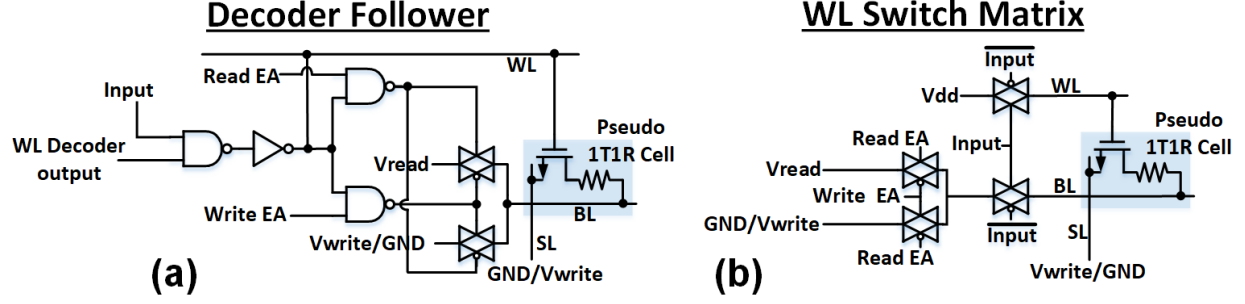 Decoder Follower
Read EA
WL
Input
WL Decoder
output
Pseudo
1T1R Cell
Vread
Write EA
BL
Vwrite/GND
SL
GND/Vwrite
(a)
WL Switch Matrix
Input
Vdd
WL
Pseudo
1T1R Cell
Read EA
Input
Vread
Write EA
BL
GND/Vwrite
Input
SL
Read EA
Vwrite/GND
(b)